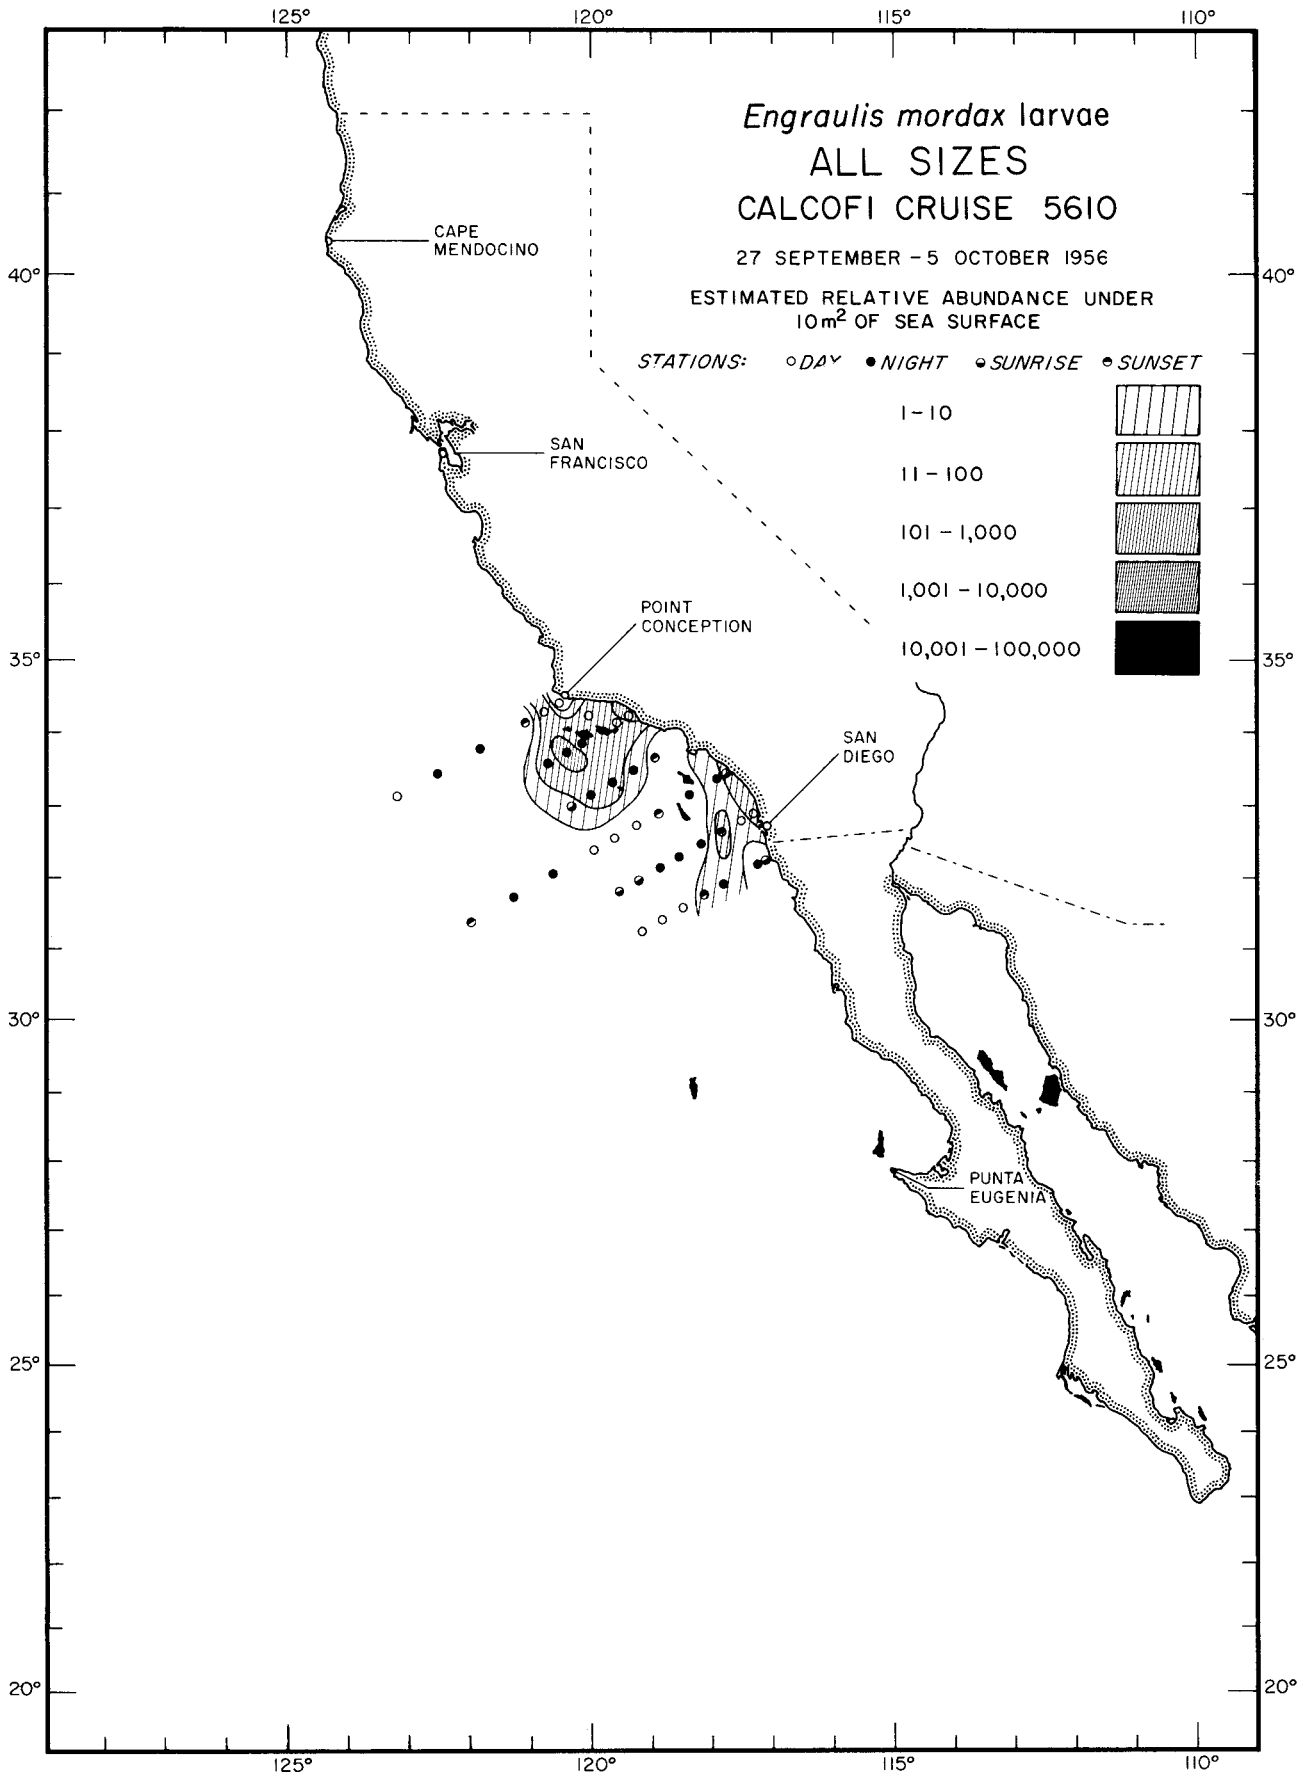 125° 120° 115° 110°
Engraulis mordax larvae
ALL SIZES
CALCOFI CRUISE 5610
27 SEPTEMBER – 5 OCTOBER 1956
ESTIMATED RELATIVE ABUNDANCE UNDER
10m² OF SEA SURFACE
STATIONS: DAY NIGHT SUNRISE SUNSET
1 – 10
11 – 100
101 – 1,000
1,001 – 10,000
10,001 – 100,000
CAPE
MENDOCINO
40° 40°
SAN
FRANCISCO
POINT
CONCEPTION
35° 35°
SAN
DIEGO
30° 30°
PUNTA
EUGENIA
25° 25°
20° 20°
125° 120° 115° 110°